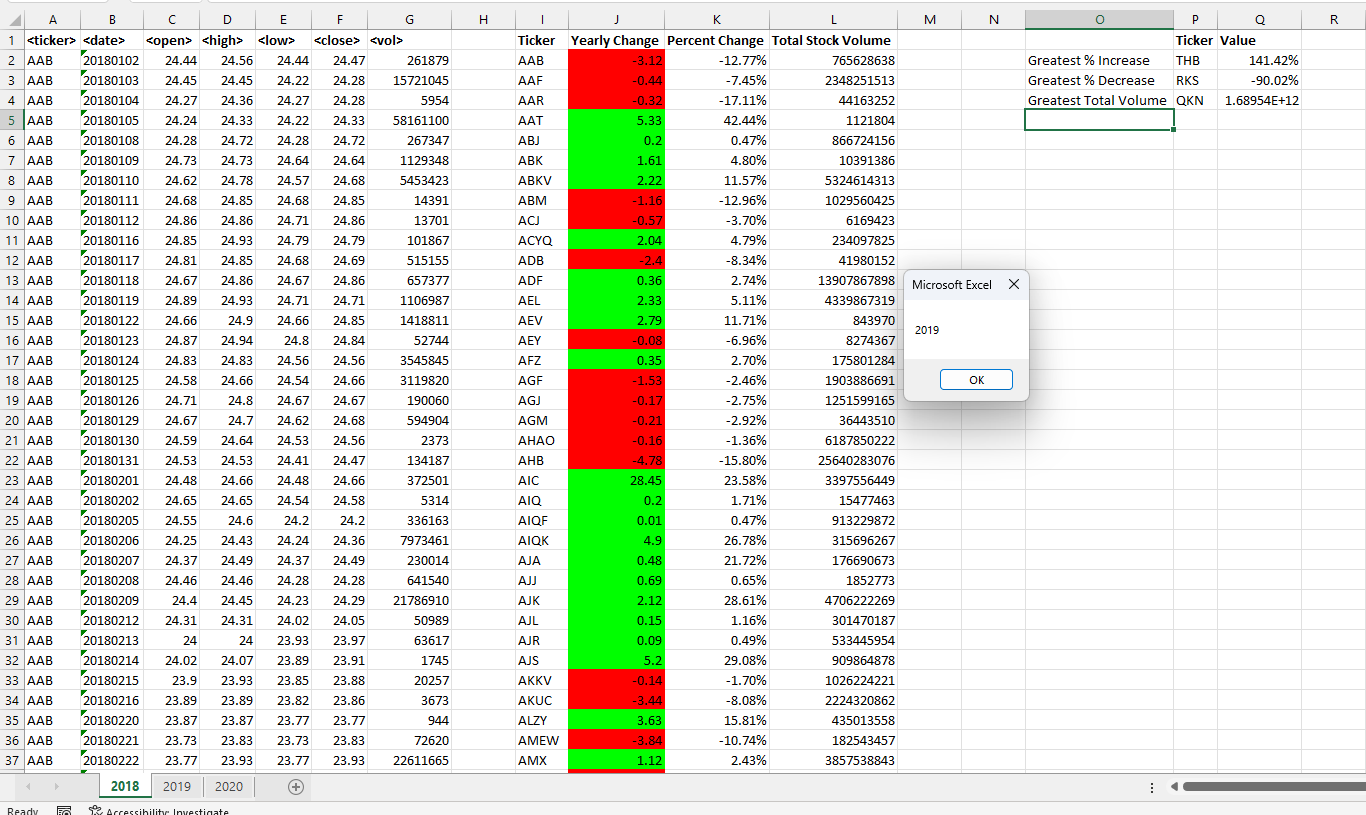 A B C D E F G H I J K L M N O P Q R
1 <ticker> <date> <open> <high> <low> <close> <vol> Ticker Yearly Change Percent Change Total Stock Volume Ticker Value
2 AAB 20180102 24.44 24.56 24.44 24.47 261879 AAB -3.12 -12.77% 765628638 Greatest % Increase THB 141.42%
3 AAB 20180103 24.45 24.45 24.22 24.28 15721045 AAF -0.44 -7.45% 2348251513 Greatest % Decrease RKS -90.02%
4 AAB 20180104 24.27 24.36 24.27 24.28 5954 AAR -0.32 -17.11% 44163252 Greatest Total Volume QKN 1.68954E+12
5 AAB 20180105 24.24 24.33 24.22 24.33 58161100 AAT 5.33 42.44% 1121804
6 AAB 20180108 24.28 24.72 24.28 24.72 267347 ABJ 0.2 0.47% 866724156
7 AAB 20180109 24.73 24.73 24.64 24.64 1129348 ABK 1.61 4.80% 10391386
8 AAB 20180110 24.62 24.78 24.57 24.68 5453423 ABKV 2.22 11.57% 5324614313
9 AAB 20180111 24.68 24.85 24.68 24.85 14391 ABM -1.16 -12.96% 1029560425
10 AAB 20180112 24.86 24.86 24.71 24.86 13701 ACJ -0.57 -3.70% 6169423
11 AAB 20180116 24.85 24.93 24.79 24.79 101867 ACYQ 2.04 4.79% 234097825
12 AAB 20180117 24.81 24.85 24.68 24.69 515155 ADB -2.4 -8.34% 41980152
13 AAB 20180118 24.67 24.86 24.67 24.86 657377 ADF 0.36 2.74% 13907867898
14 AAB 20180119 24.89 24.93 24.71 24.71 1106987 AEL 2.33 5.11% 4339867319
15 AAB 20180122 24.66 24.9 24.66 24.85 1418811 AEV 2.79 11.71% 843970
16 AAB 20180123 24.87 24.94 24.8 24.84 52744 AEY -0.08 -6.96% 8274367
17 AAB 20180124 24.83 24.83 24.56 24.56 3545845 AFZ 0.35 2.70% 175801284
18 AAB 20180125 24.58 24.66 24.54 24.66 3119820 AGF -1.53 -2.46% 1903886691
19 AAB 20180126 24.71 24.8 24.67 24.67 190060 AGJ -0.17 -2.75% 1251599165
20 AAB 20180129 24.67 24.7 24.62 24.68 594904 AGM -0.21 -2.92% 36443510
21 AAB 20180130 24.59 24.64 24.53 24.56 2373 AHAO -0.16 -1.36% 6187850222
22 AAB 20180131 24.53 24.53 24.41 24.47 134187 AHB -4.78 -15.80% 25640283076
23 AAB 20180201 24.48 24.66 24.48 24.66 372501 AIC 28.45 23.58% 3397556449
24 AAB 20180202 24.65 24.65 24.54 24.58 5314 AIQ 0.2 1.71% 15477463
25 AAB 20180205 24.55 24.6 24.2 24.2 336163 AIQF 0.01 0.47% 913229872
26 AAB 20180206 24.25 24.43 24.24 24.36 7973461 AIQK 4.9 26.78% 315696267
27 AAB 20180207 24.37 24.49 24.37 24.49 230014 AJA 0.48 21.72% 176690673
28 AAB 20180208 24.46 24.46 24.28 24.28 641540 AJJ 0.69 0.65% 1852773
29 AAB 20180209 24.4 24.45 24.23 24.29 21786910 AJK 2.12 28.61% 4706222269
30 AAB 20180212 24.31 24.31 24.02 24.05 50989 AJL 0.15 1.16% 301470187
31 AAB 20180213 24 24 23.93 23.97 63617 AJR 0.09 0.49% 533445954
32 AAB 20180214 24.02 24.07 23.89 23.91 1745 AJS 5.2 29.08% 909864878
33 AAB 20180215 23.9 23.93 23.85 23.88 20257 AKKV -0.14 -1.70% 1026224221
34 AAB 20180216 23.89 23.89 23.82 23.86 3673 AKUC -3.44 -8.08% 2224320862
35 AAB 20180220 23.87 23.87 23.77 23.77 944 ALZY 3.63 15.81% 435013558
36 AAB 20180221 23.73 23.83 23.73 23.83 72620 AMEW -3.84 -10.74% 182543457
37 AAB 20180222 23.77 23.93 23.77 23.93 22611665 AMX 1.12 2.43% 3857538843
Microsoft Excel
2019
OK
2018 2019 2020
Ready Accessibility: Investigate